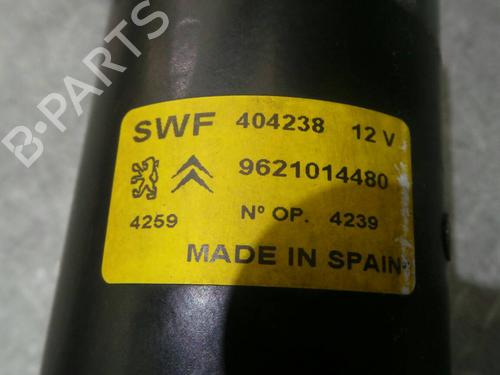 SWF 404238 12 V
9621014480
4259 Nº OP. 4239
MADE IN SPAIN
B-PARTS